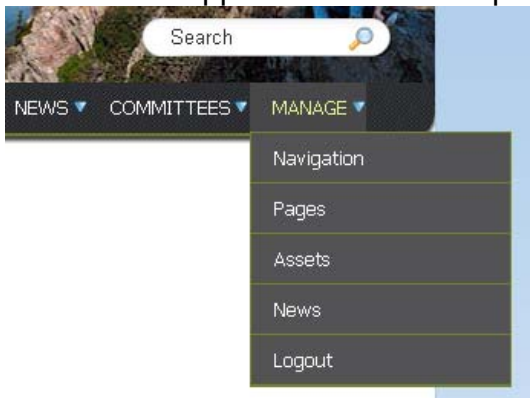 Search
NEWS COMMITTEES MANAGE
Navigation
Pages
Assets
News
Logout